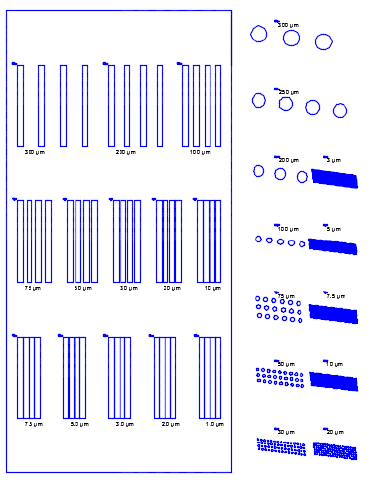 300 µm 200 µm 100 µm
75 µm 50 µm 30 µm 20 µm 10 µm
7.5 µm 5.0 µm 3.0 µm 2.0 µm 1.0 µm
300 µm
250 µm
200 µm 3 µm
100 µm 5 µm
75 µm 7.5 µm
50 µm 10 µm
30 µm 20 µm